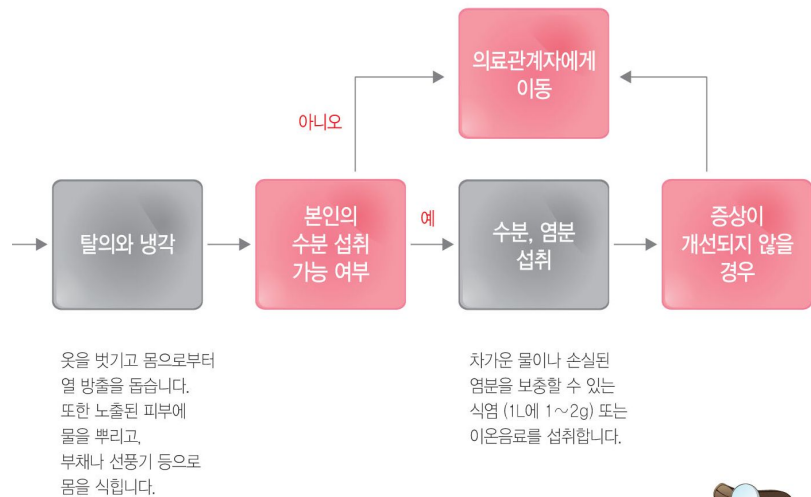 의료관계자에게
이동
아니오
탈의와 냉각
본인의
수분 섭취
가능 여부
예
수분, 염분
섭취
증상이
개선되지 않을
경우
옷을 벗기고 몸으로부터
열 방출을 돕습니다.
또한 노출된 피부에
물을 뿌리고,
부채나 선풍기 등으로
몸을 식힙니다.
차가운 물이나 손실된
염분을 보충할 수 있는
식염 (1L에 1~2g) 또는
이온음료를 섭취합니다.